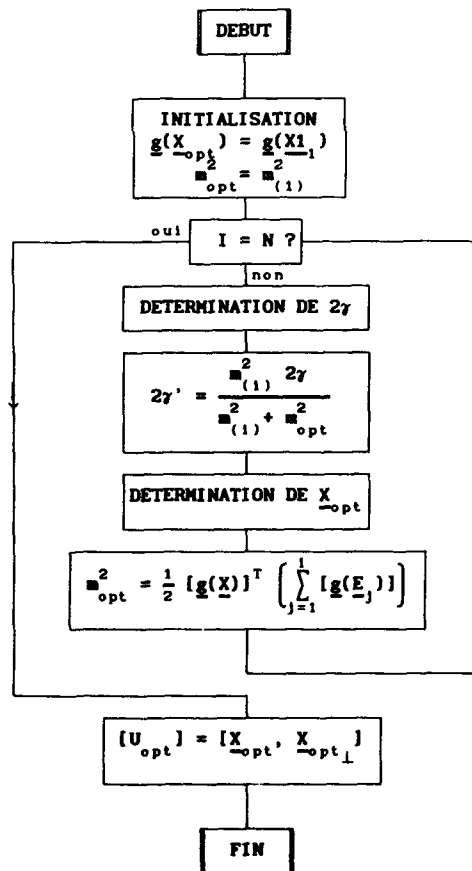 DEBUT
INITIALISATION
g(X_opt) = g(X1_1)
m²_opt = m²_(1)
oui
I = N ?
non
DETERMINATION DE 2γ
2γ' = m²_(1) 2γ / m²_(1) + m²_opt
DETERMINATION DE X_opt
m²_opt = 1/2 [g(X)]^T (∑_{j=1}^{i} [g(E_j)])
[U_opt] = [X_opt, X_opt⊥]
FIN